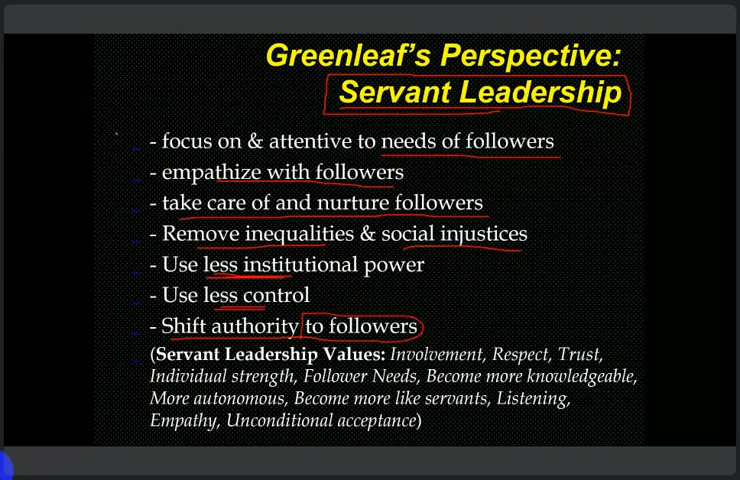 Greenleaf's Perspective:
Servant Leadership
- focus on & attentive to needs of followers
- empathize with followers
- take care of and nurture followers
- Remove inequalities & social injustices
- Use less institutional power
- Use less control
- Shift authority to followers
(Servant Leadership Values: Involvement, Respect, Trust,
Individual strength, Follower Needs, Become more knowledgeable,
More autonomous, Become more like servants, Listening,
Empathy, Unconditional acceptance)